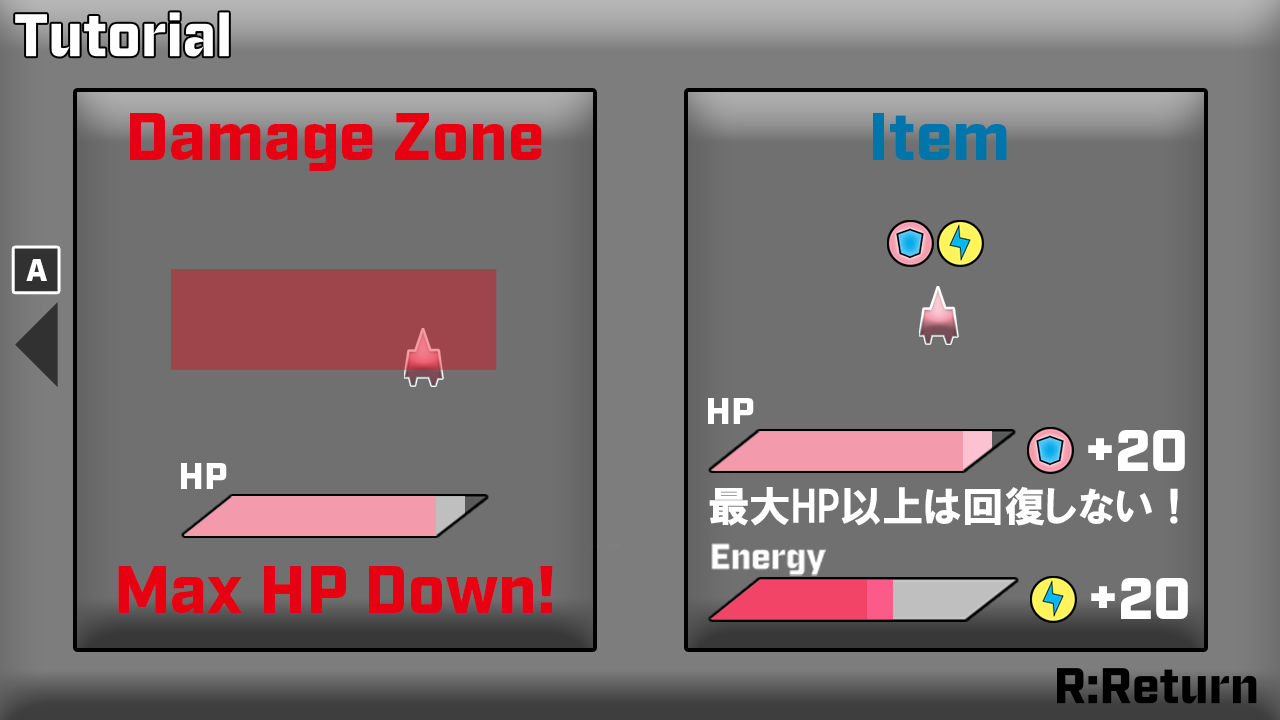 Tutorial
Damage Zone
A
HP
Max HP Down!
Item
HP
+20
最大HP以上は回復しない！
Energy
+20
R:Return